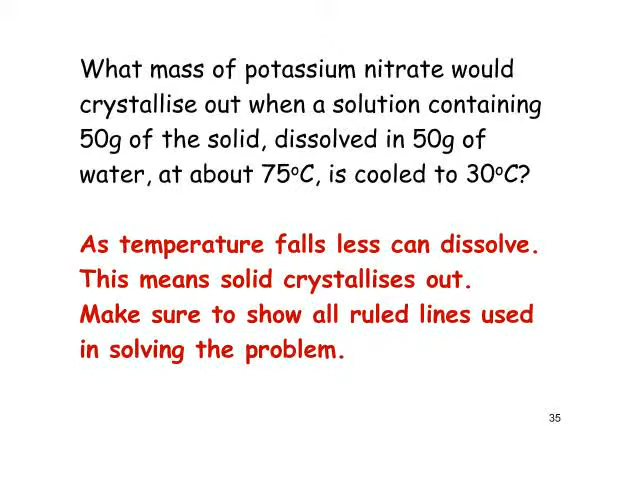 What mass of potassium nitrate would
crystallise out when a solution containing
50g of the solid, dissolved in 50g of
water, at about 75ᵒC, is cooled to 30ᵒC?
As temperature falls less can dissolve.
This means solid crystallises out.
Make sure to show all ruled lines used
in solving the problem.
35